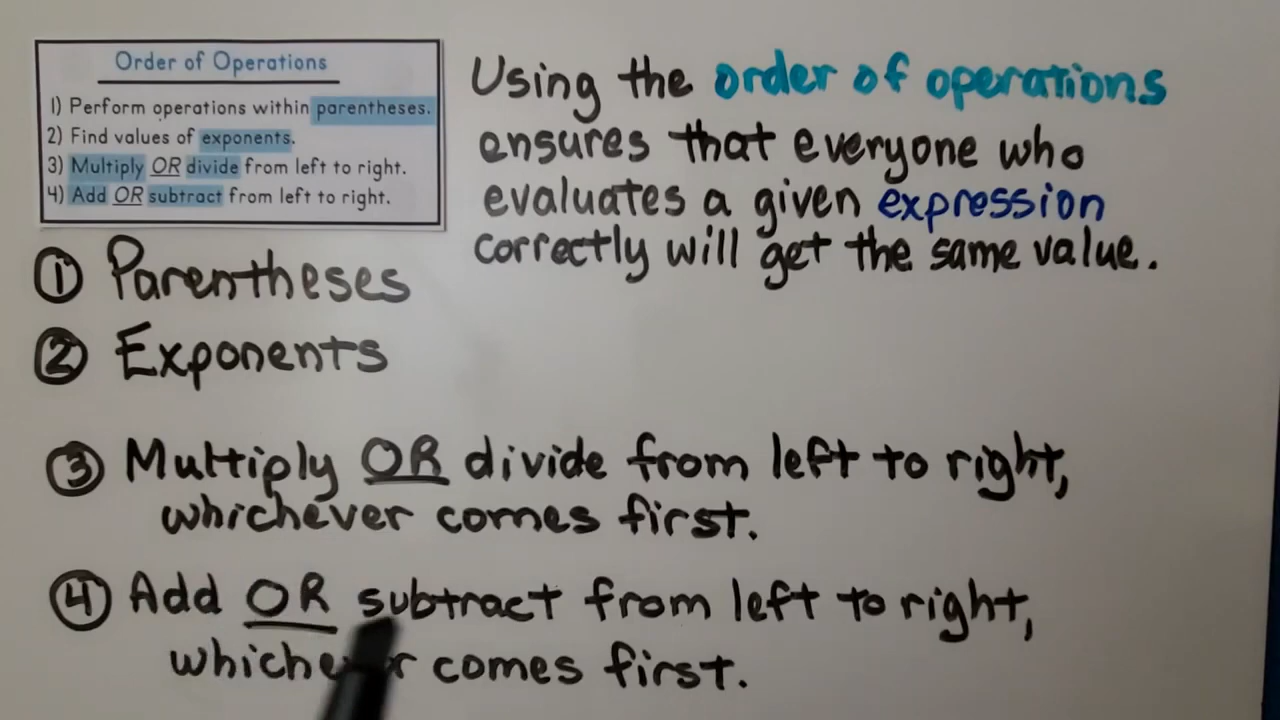 Order of Operations
1) Perform operations within parentheses.
2) Find values of exponents.
3) Multiply OR divide from left to right.
4) Add OR subtract from left to right.
Using the order of operations
ensures that everyone who
evaluates a given expression
correctly will get the same value.
① Parentheses
② Exponents
③ Multiply OR divide from left to right,
whichever comes first.
④ Add OR subtract from left to right,
whichever comes first.